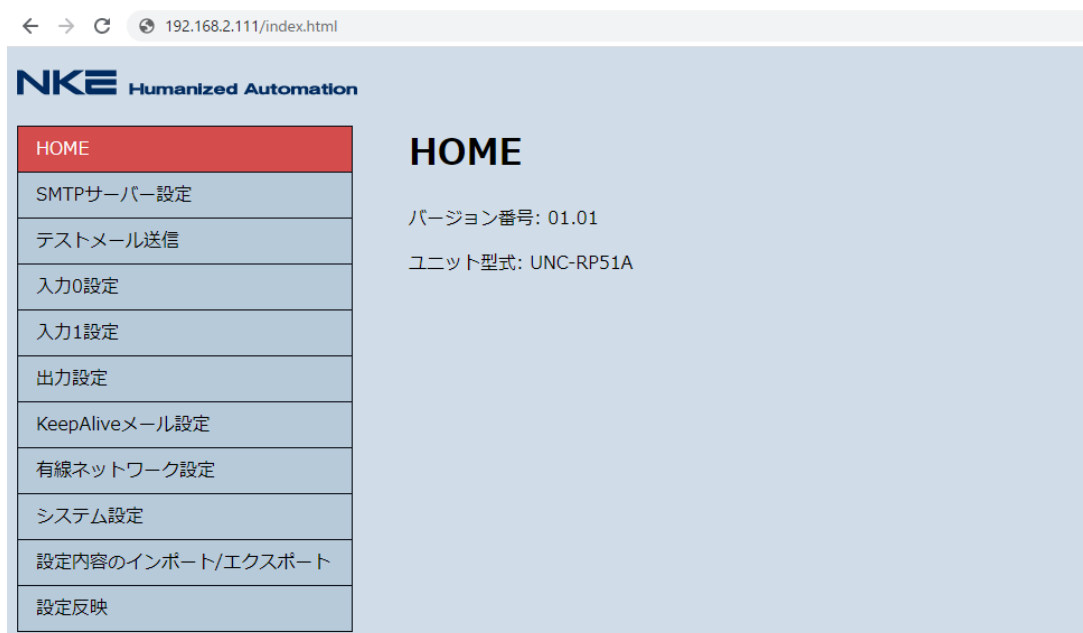 192.168.2.111/index.html
NKE Humanized Automation
HOME
SMTPサーバー設定
テストメール送信
入力0設定
入力1設定
出力設定
KeepAliveメール設定
有線ネットワーク設定
システム設定
設定内容のインポート/エクスポート
設定反映
HOME
バージョン番号: 01.01
ユニット型式: UNC-RP51A